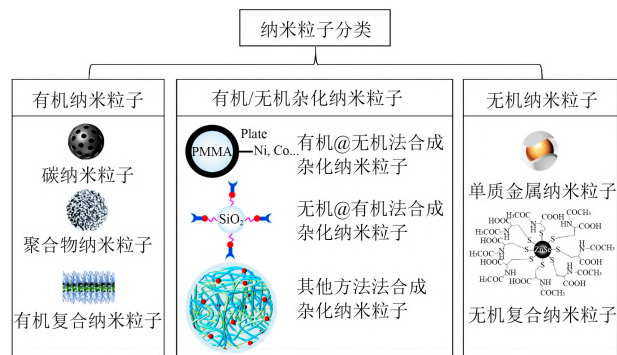 纳米粒子分类
有机纳米粒子
碳纳米粒子
聚合物纳米粒子
有机复合纳米粒子
有机/无机杂化纳米粒子
Plate
PMMA
Ni, Co...
有机@无机法合成
杂化纳米粒子
SiO₂
无机@有机法合成
杂化纳米粒子
其他方法法合成
杂化纳米粒子
无机纳米粒子
单质金属纳米粒子
COOH
COCH₃
H₃COC
HOOC
ZnSe
无机复合纳米粒子